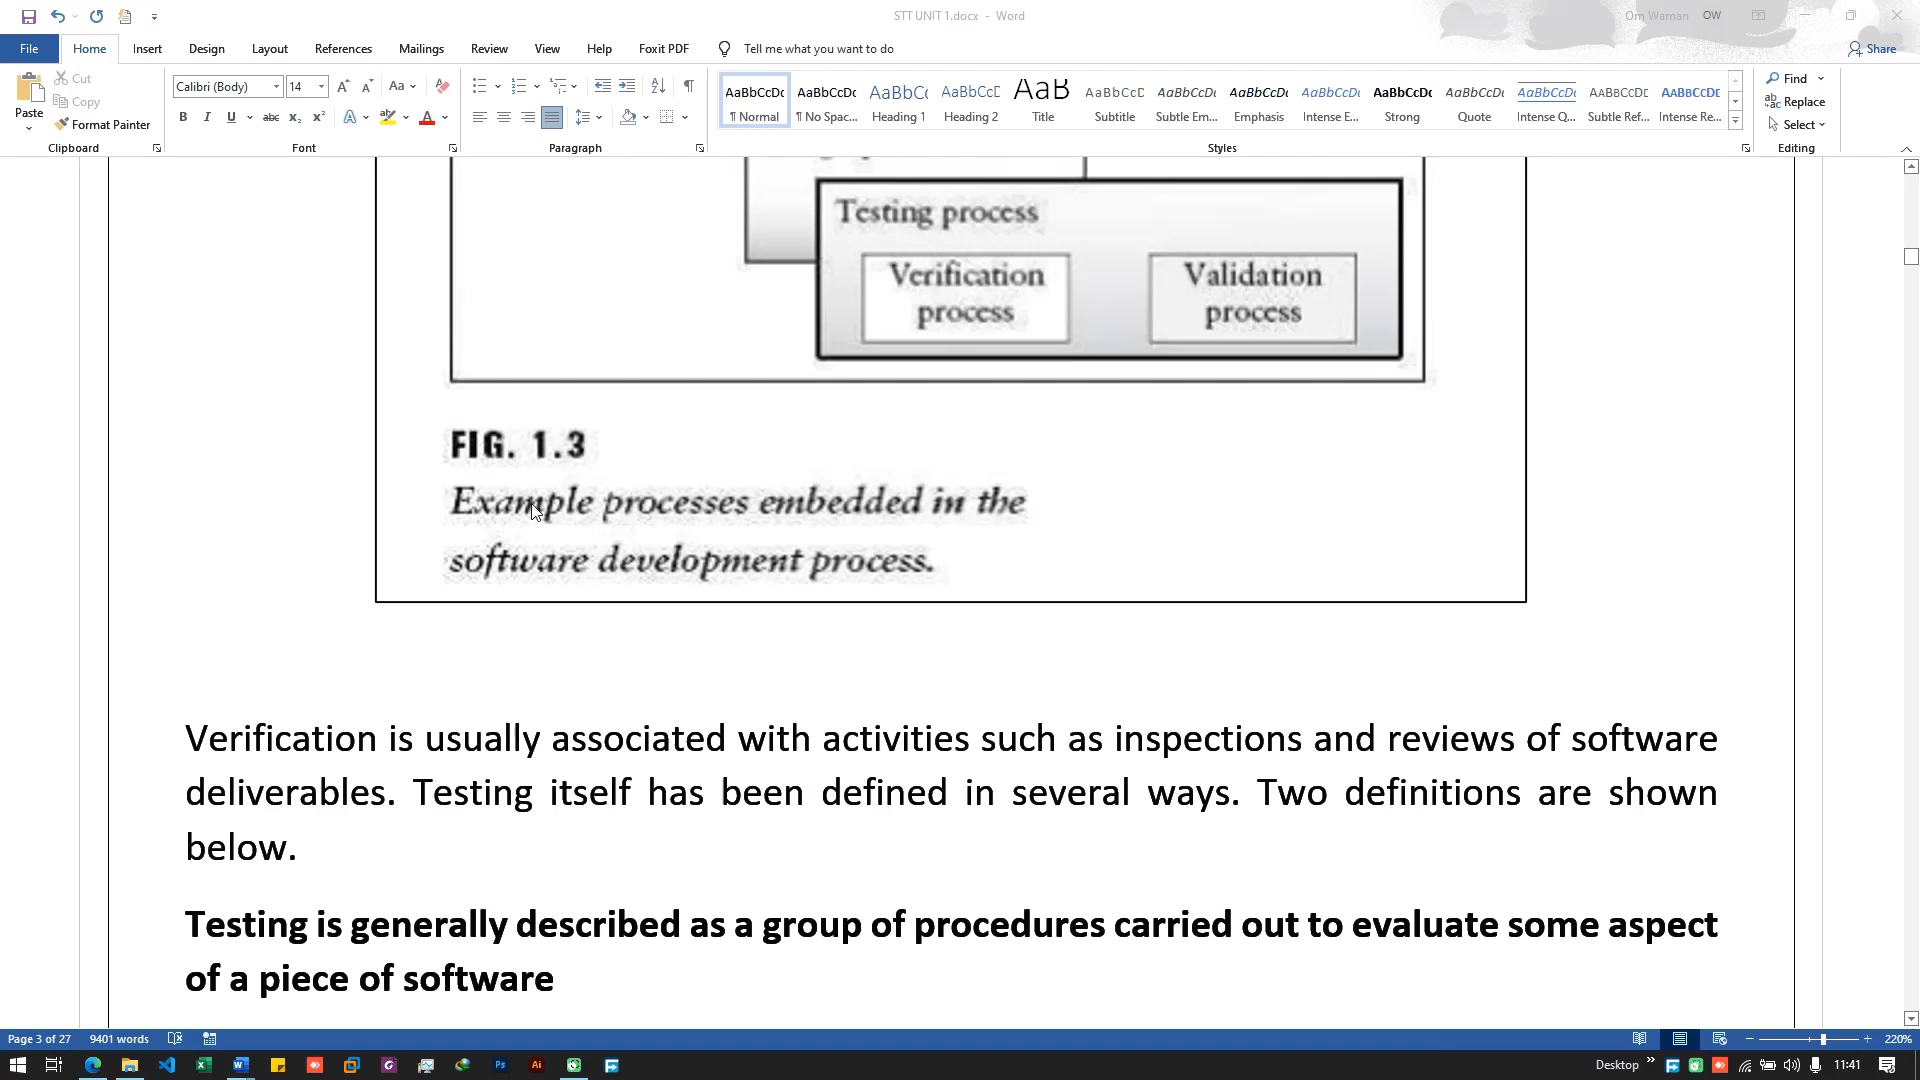 STT UNIT 1.docx - Word
Om Warnan OW
File Home Insert Design Layout References Mailings Review View Help Foxit PDF Tell me what you want to do Share
Paste
Cut
Copy
Format Painter
Clipboard
Calibri (Body) 14
Font
Paragraph
AaBbCcDc AaBbCcDc AaBbC( AaBbCcD AaB AaBbCcD AaBbCcDc AaBbCcDc AaBbCcDc AaBbCcDc AaBbCcDc AaBbCcDc AABBCCDE AABBCCDE
¶ Normal ¶ No Spac... Heading 1 Heading 2 Title Subtitle Subtle Em... Emphasis Intense E... Strong Quote Intense Q... Subtle Ref... Intense Re...
Styles
Find
Replace
Select
Editing
Testing process
Verification
process
Validation
process
FIG. 1.3
Example processes embedded in the
software development process.
Verification is usually associated with activities such as inspections and reviews of software
deliverables. Testing itself has been defined in several ways. Two definitions are shown
below.
Testing is generally described as a group of procedures carried out to evaluate some aspect
of a piece of software
Page 3 of 27 9401 words 220%
Desktop 11:41